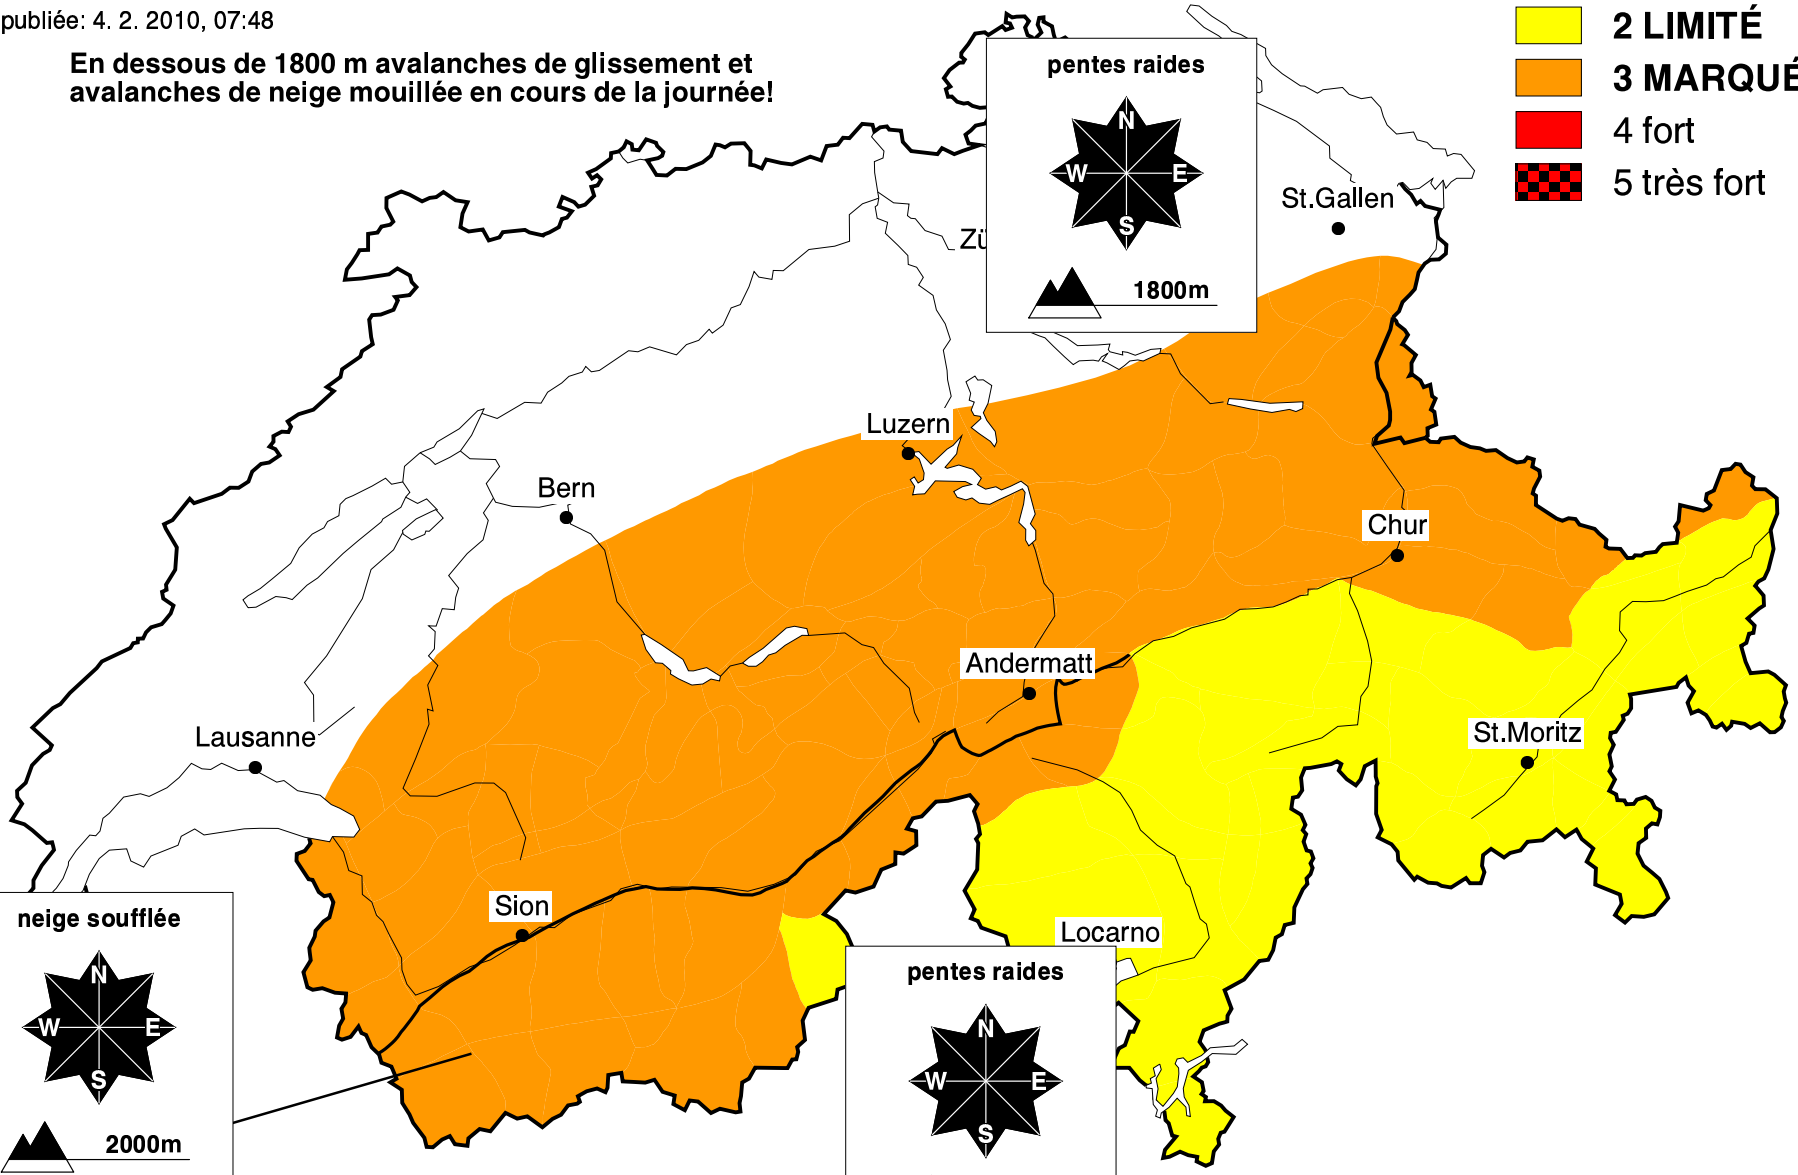 publiée: 4. 2. 2010, 07:48
En dessous de 1800 m avalanches de glissement et
avalanches de neige mouillée en cours de la journée!
2 LIMITÉ
3 MARQUÉ
4 fort
5 très fort
pentes raides
N
W E
S
1800m
St.Gallen
Zü
Luzern
Bern
Chur
Andermatt
St.Moritz
Lausanne
Sion
Locarno
neige soufflée
N
W E
S
2000m
pentes raides
N
W E
S